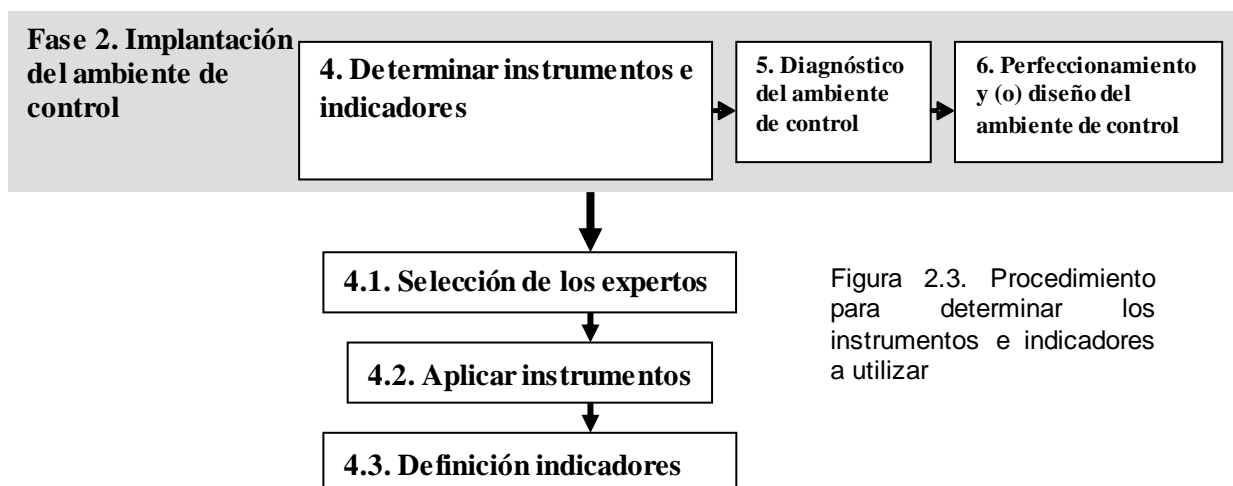 Fase 2. Implantación
del ambiente de
control
4. Determinar instrumentos e
indicadores
5. Diagnóstico
del ambiente
de control
6. Perfeccionamiento
y (o) diseño del
ambiente de control
4.1. Selección de los expertos
4.2. Aplicar instrumentos
4.3. Definición indicadores
Figura 2.3. Procedimiento
para determinar los
instrumentos e indicadores
a utilizar